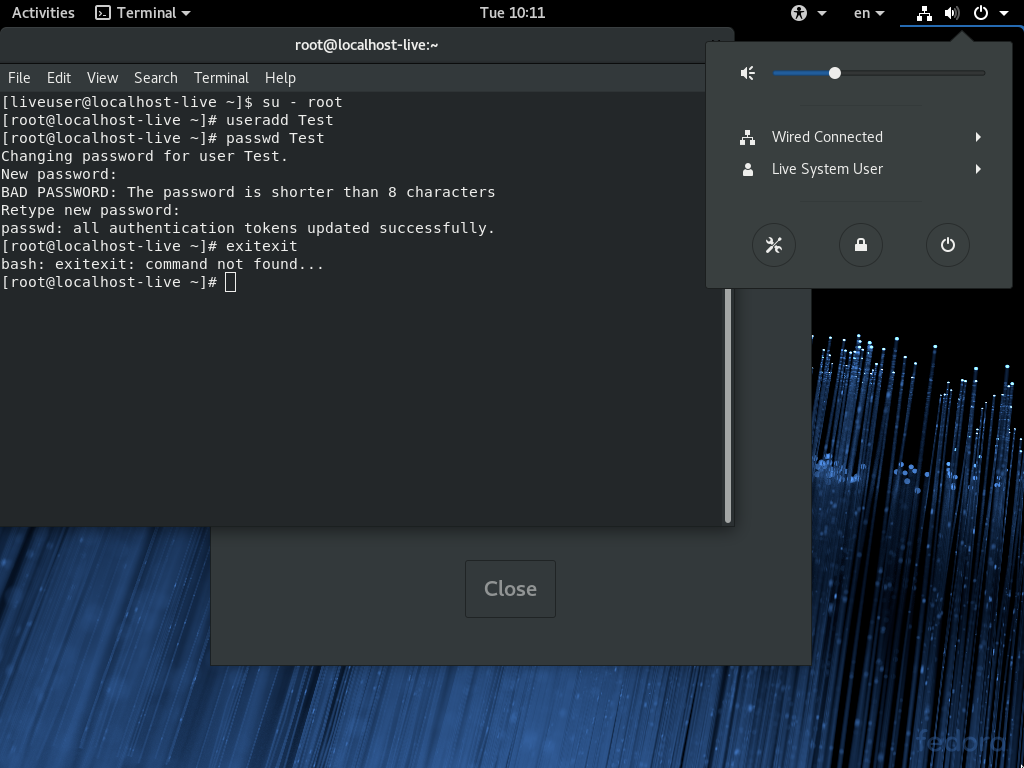 Activities Terminal Tue 10:11 en
root@localhost-live:~
File Edit View Search Terminal Help
[liveuser@localhost-live ~]$ su - root
[root@localhost-live ~]# useradd Test
[root@localhost-live ~]# passwd Test
Changing password for user Test.
New password:
BAD PASSWORD: The password is shorter than 8 characters
Retype new password:
passwd: all authentication tokens updated successfully.
[root@localhost-live ~]# exitexit
bash: exitexit: command not found...
[root@localhost-live ~]#
Wired Connected
Live System User
Close
fedora